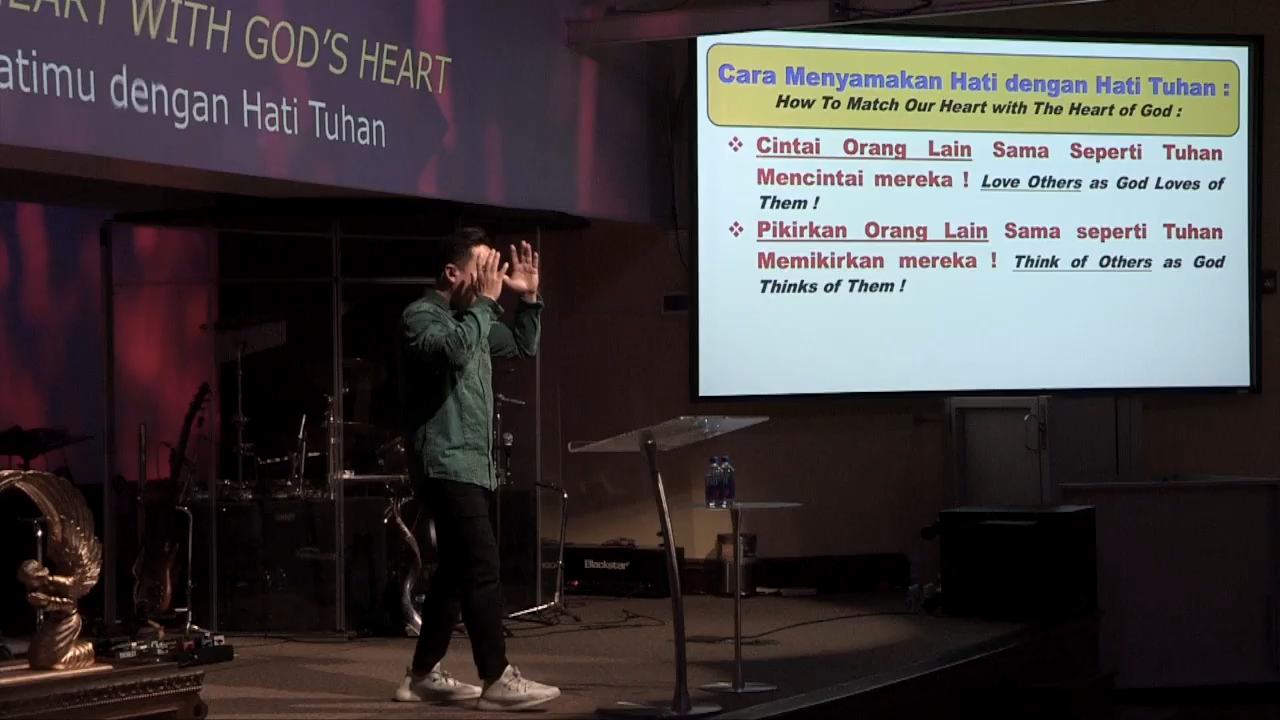 HEART WITH GOD'S HEART
atimu dengan Hati Tuhan
Cara Menyamakan Hati dengan Hati Tuhan :
How To Match Our Heart with The Heart of God :
❖ Cintai Orang Lain Sama Seperti Tuhan
Mencintai mereka ! Love Others as God Loves of
Them !
❖ Pikirkan Orang Lain Sama seperti Tuhan
Memikirkan mereka ! Think of Others as God
Thinks of Them !
Blackstar